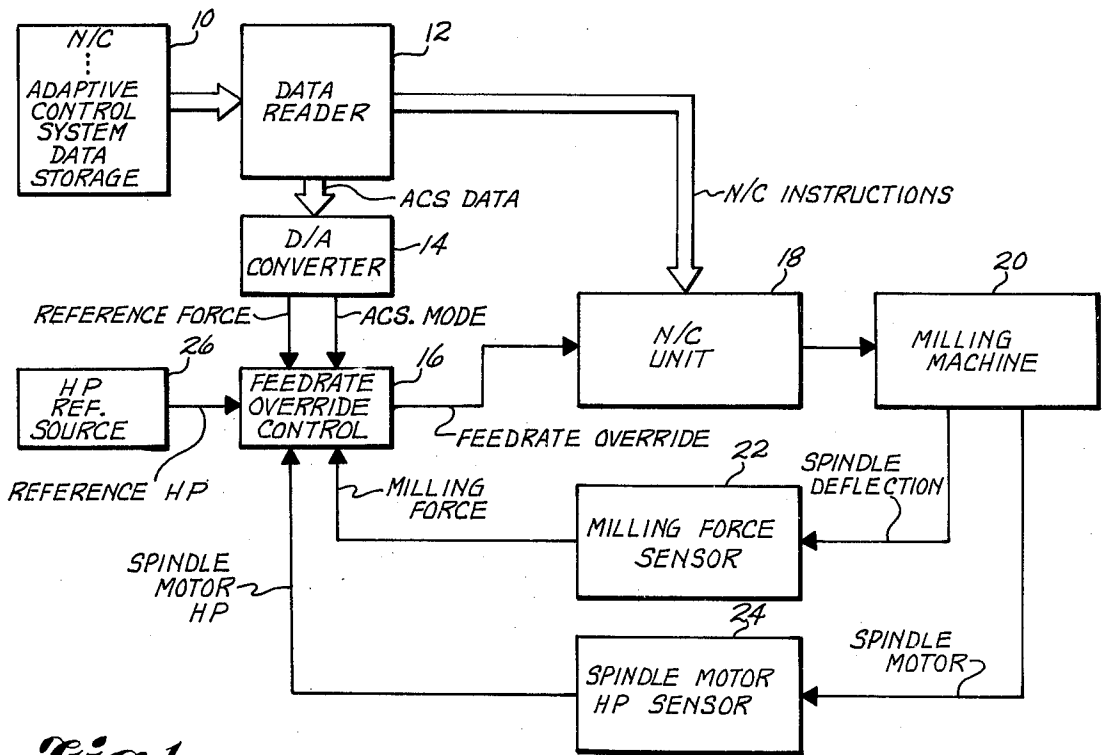 10
N/C
ADAPTIVE
CONTROL
SYSTEM
DATA
STORAGE
12
DATA
READER
ACS DATA
N/C INSTRUCTIONS
D/A
CONVERTER
14
REFERENCE FORCE
ACS. MODE
18
N/C
UNIT
20
MILLING
MACHINE
26
HP
REF.
SOURCE
16
FEEDRATE
OVERRIDE
CONTROL
FEEDRATE OVERRIDE
REFERENCE HP
MILLING
FORCE
22
MILLING FORCE
SENSOR
SPINDLE
DEFLECTION
SPINDLE
MOTOR
HP
24
SPINDLE MOTOR
HP SENSOR
SPINDLE
MOTOR
Fig. 1